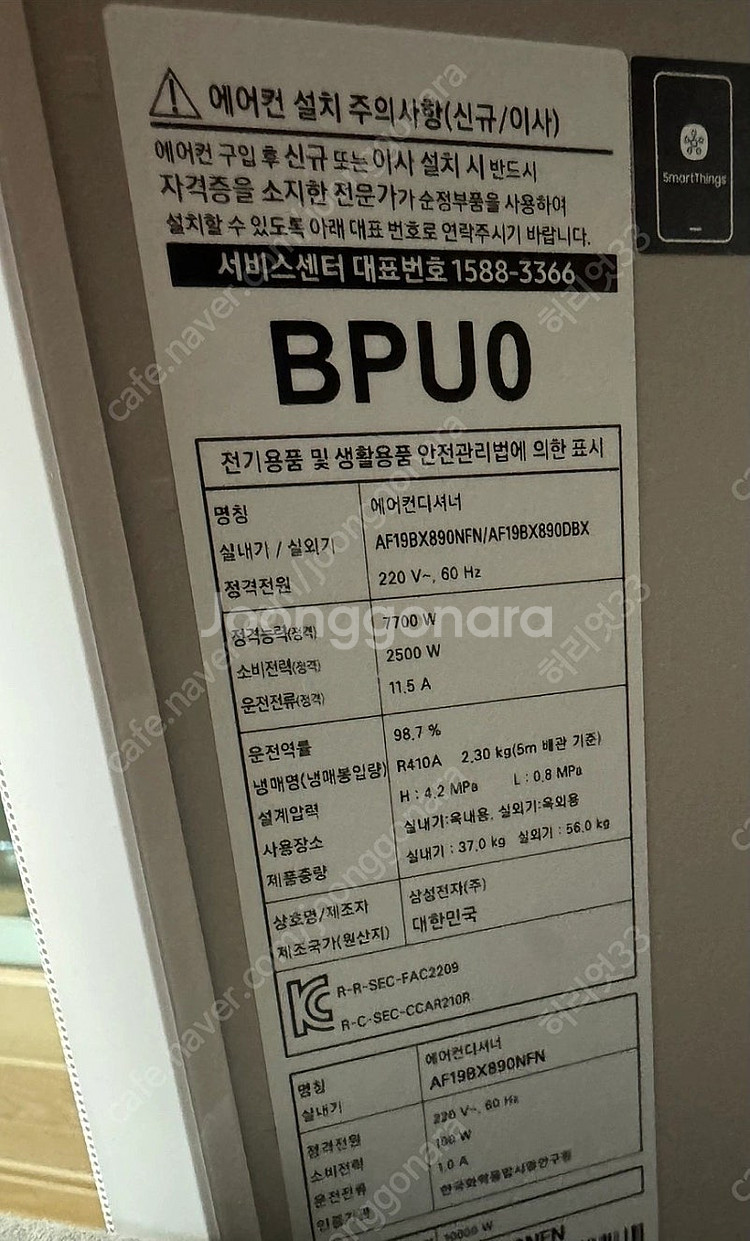 에어컨 설치 주의사항(신규/이사)
에어컨 구입 후 신규 또는 이사 설치 시 반드시
자격증을 소지한 전문가가 순정부품을 사용하여
설치할 수 있도록 아래 대표 번호로 연락주시기 바랍니다.
서비스센터 대표번호 1588-3366
SmartThings
BPU0
전기용품 및 생활용품 안전관리법에 의한 표시
명칭 에어컨디셔너
실내기 / 실외기 AF19BX890NFN/AF19BX890DBX
정격전원 220 V~, 60 Hz
정격능력(정격) 7700 W
소비전력(정격) 2500 W
운전전류(정격) 11.5 A
운전역률 98.7 %
냉매명(냉매봉입량) R410A 2.30 kg(5m 배관 기준)
설계압력 H : 4.2 MPa L : 0.8 MPa
사용장소 실내기:옥내용, 실외기:옥외용
제품중량 실내기 : 37.0 kg 실외기 : 56.0 kg
상호명/제조자 삼성전자(주)
제조국가(원산지) 대한민국
R-R-SEC-FAC2209
R-C-SEC-CCAR210R
명칭 에어컨디셔너
실내기 AF19BX890NFN
정격전원 220 V~, 60 Hz
소비전력 100 W
운전전류 1.0 A
인증기관
10000 W
Joonggonara
cafe.naver.com/joonggonara
허리엇33